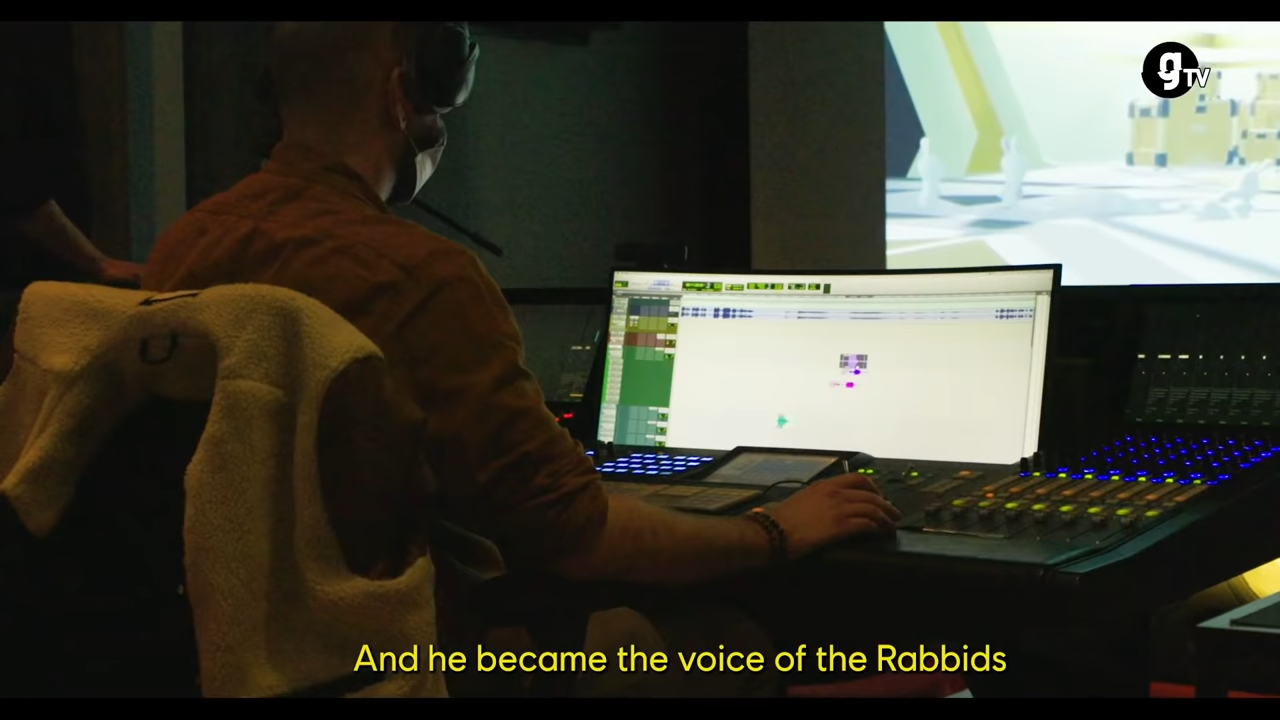 gTV
And he became the voice of the Rabbids